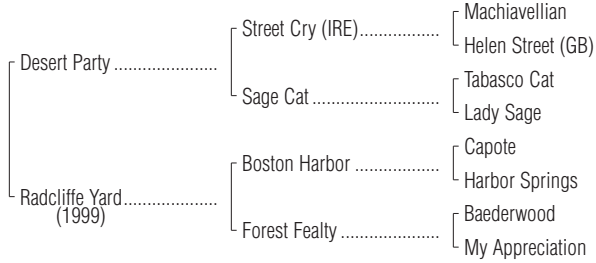 Machiavellian
Street Cry (IRE)..................
Helen Street (GB)
Desert Party ......................
Tabasco Cat
Sage Cat ...........................
Lady Sage
Capote
Boston Harbor ..................
Harbor Springs
Radcliffe Yard....................
(1999)
Baederwood
Forest Fealty .....................
My Appreciation